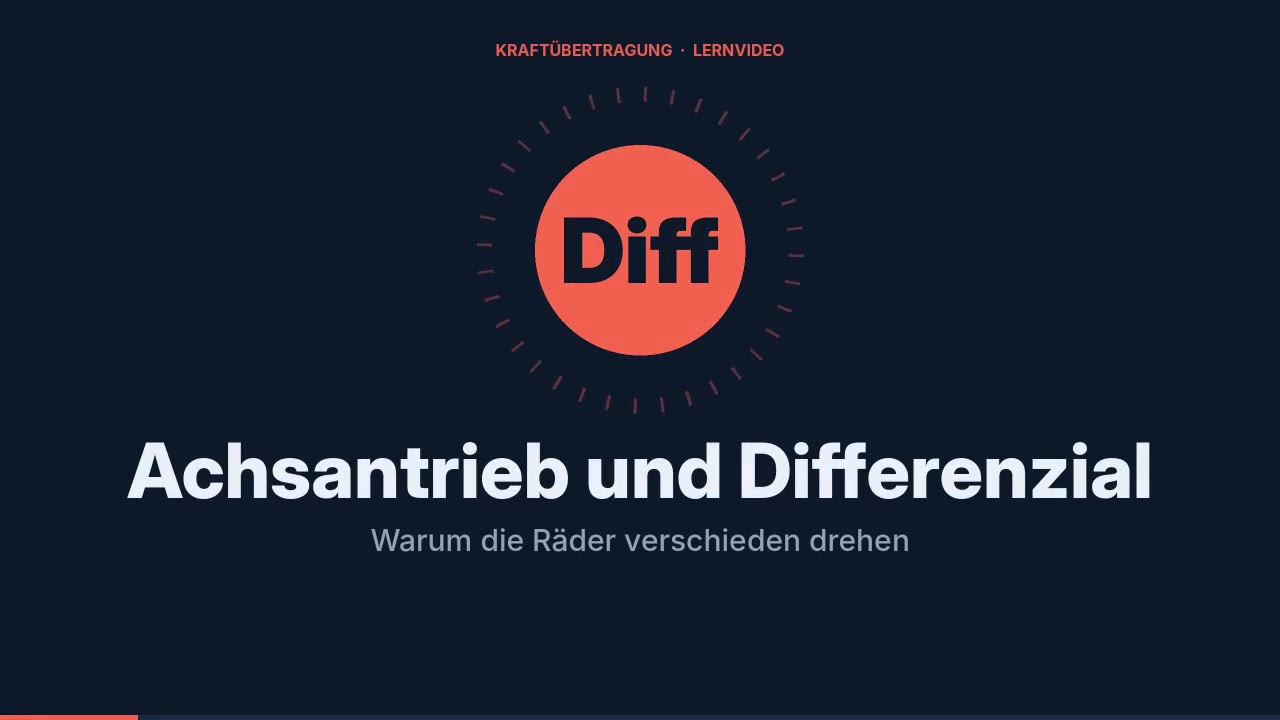 KRAFTÜBERTRAGUNG · LERNVIDEO
Diff
Achsantrieb und Differenzial
Warum die Räder verschieden drehen